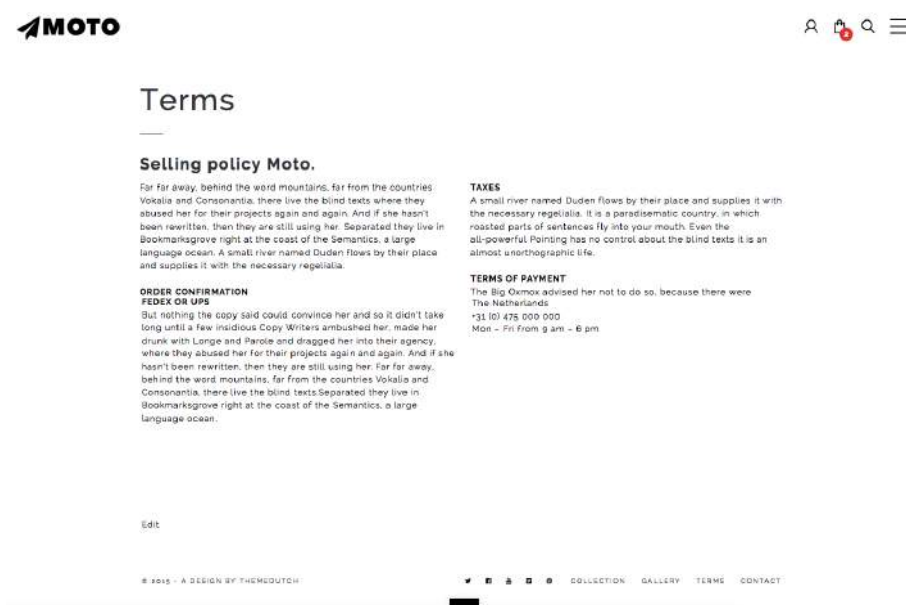 MOTO
2
Terms
Selling policy Moto.
Far far away, behind the word mountains, far from the countries
Vokalia and Consonantia, there live the blind texts where they
abused her for their projects again and again. And if she hasn't
been rewritten, then they are still using her. Separated they live in
Bookmarksgrove right at the coast of the Semantics, a large
language ocean. A small river named Duden flows by their place
and supplies it with the necessary regelialia.
ORDER CONFIRMATION
FEDEX OR UPS
But nothing the copy said could convince her and so it didn't take
long until a few insidious Copy Writers ambushed her, made her
drunk with Longe and Parole and dragged her into their agency,
where they abused her for their projects again and again. And if she
hasn't been rewritten, then they are still using her. Far far away,
behind the word mountains, far from the countries Vokalia and
Consonantia, there live the blind texts.Separated they live in
Bookmarksgrove right at the coast of the Semantics, a large
language ocean.
TAXES
A small river named Duden flows by their place and supplies it with
the necessary regelialia. It is a paradisematic country, in which
roasted parts of sentences fly into your mouth. Even the
all-powerful Pointing has no control about the blind texts it is an
almost unorthographic life.
TERMS OF PAYMENT
The Big Oxmox advised her not to do so, because there were
The Netherlands
+31 (0) 475 000 000
Mon - Fri from 9 am - 6 pm
Edit
© 2015 - A DESIGN BY THEMEDUTCH
COLLECTION GALLERY TERMS CONTACT